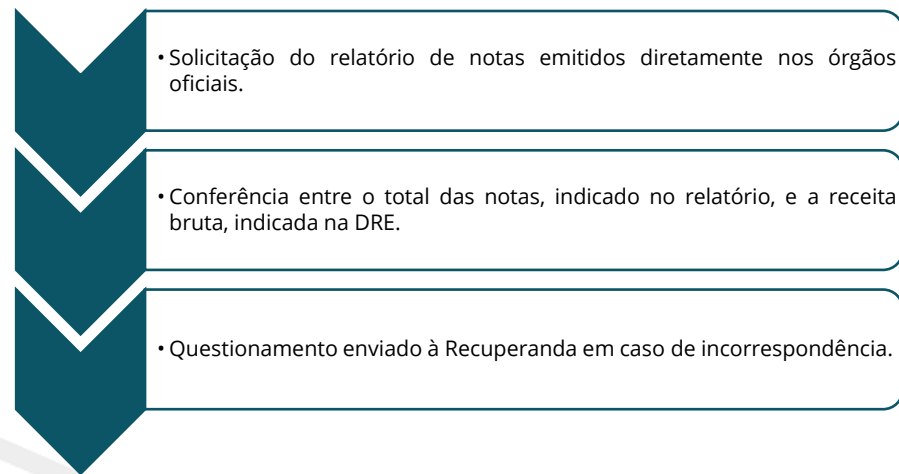 • Solicitação do relatório de notas emitidos diretamente nos órgãos
oficiais.
• Conferência entre o total das notas, indicado no relatório, e a receita
bruta, indicada na DRE.
• Questionamento enviado à Recuperanda em caso de incorrespondência.